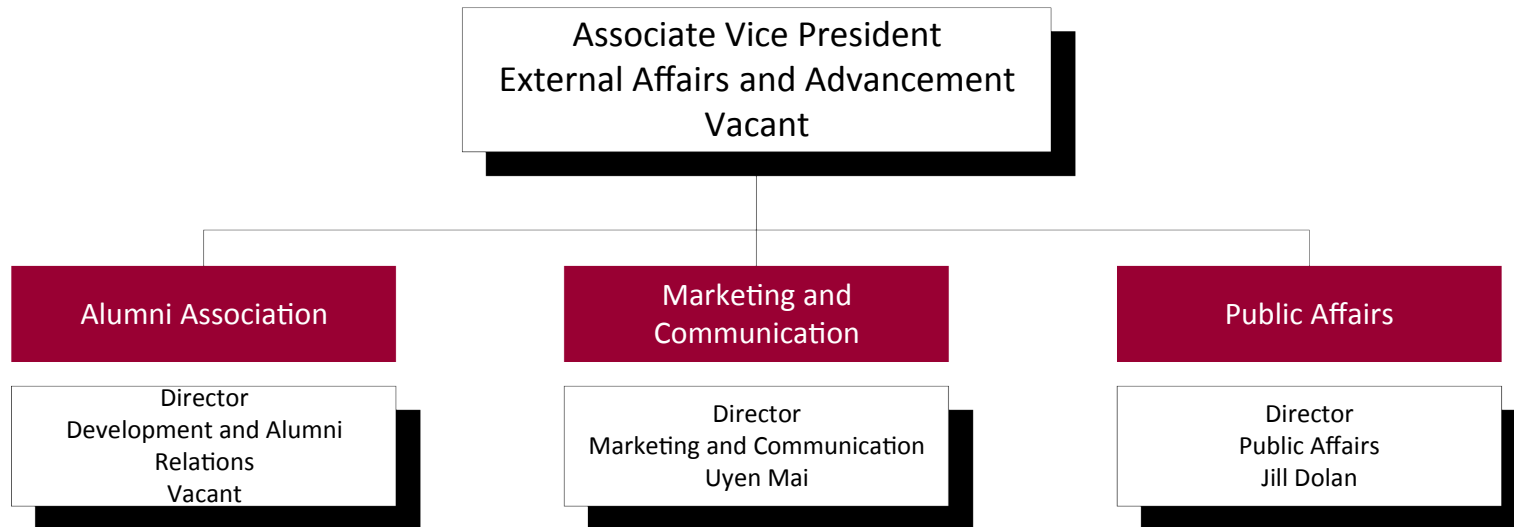 Associate Vice President
External Affairs and Advancement
Vacant
Alumni Association
Marketing and
Communication
Public Affairs
Director
Development and Alumni
Relations
Vacant
Director
Marketing and Communication
Uyen Mai
Director
Public Affairs
Jill Dolan